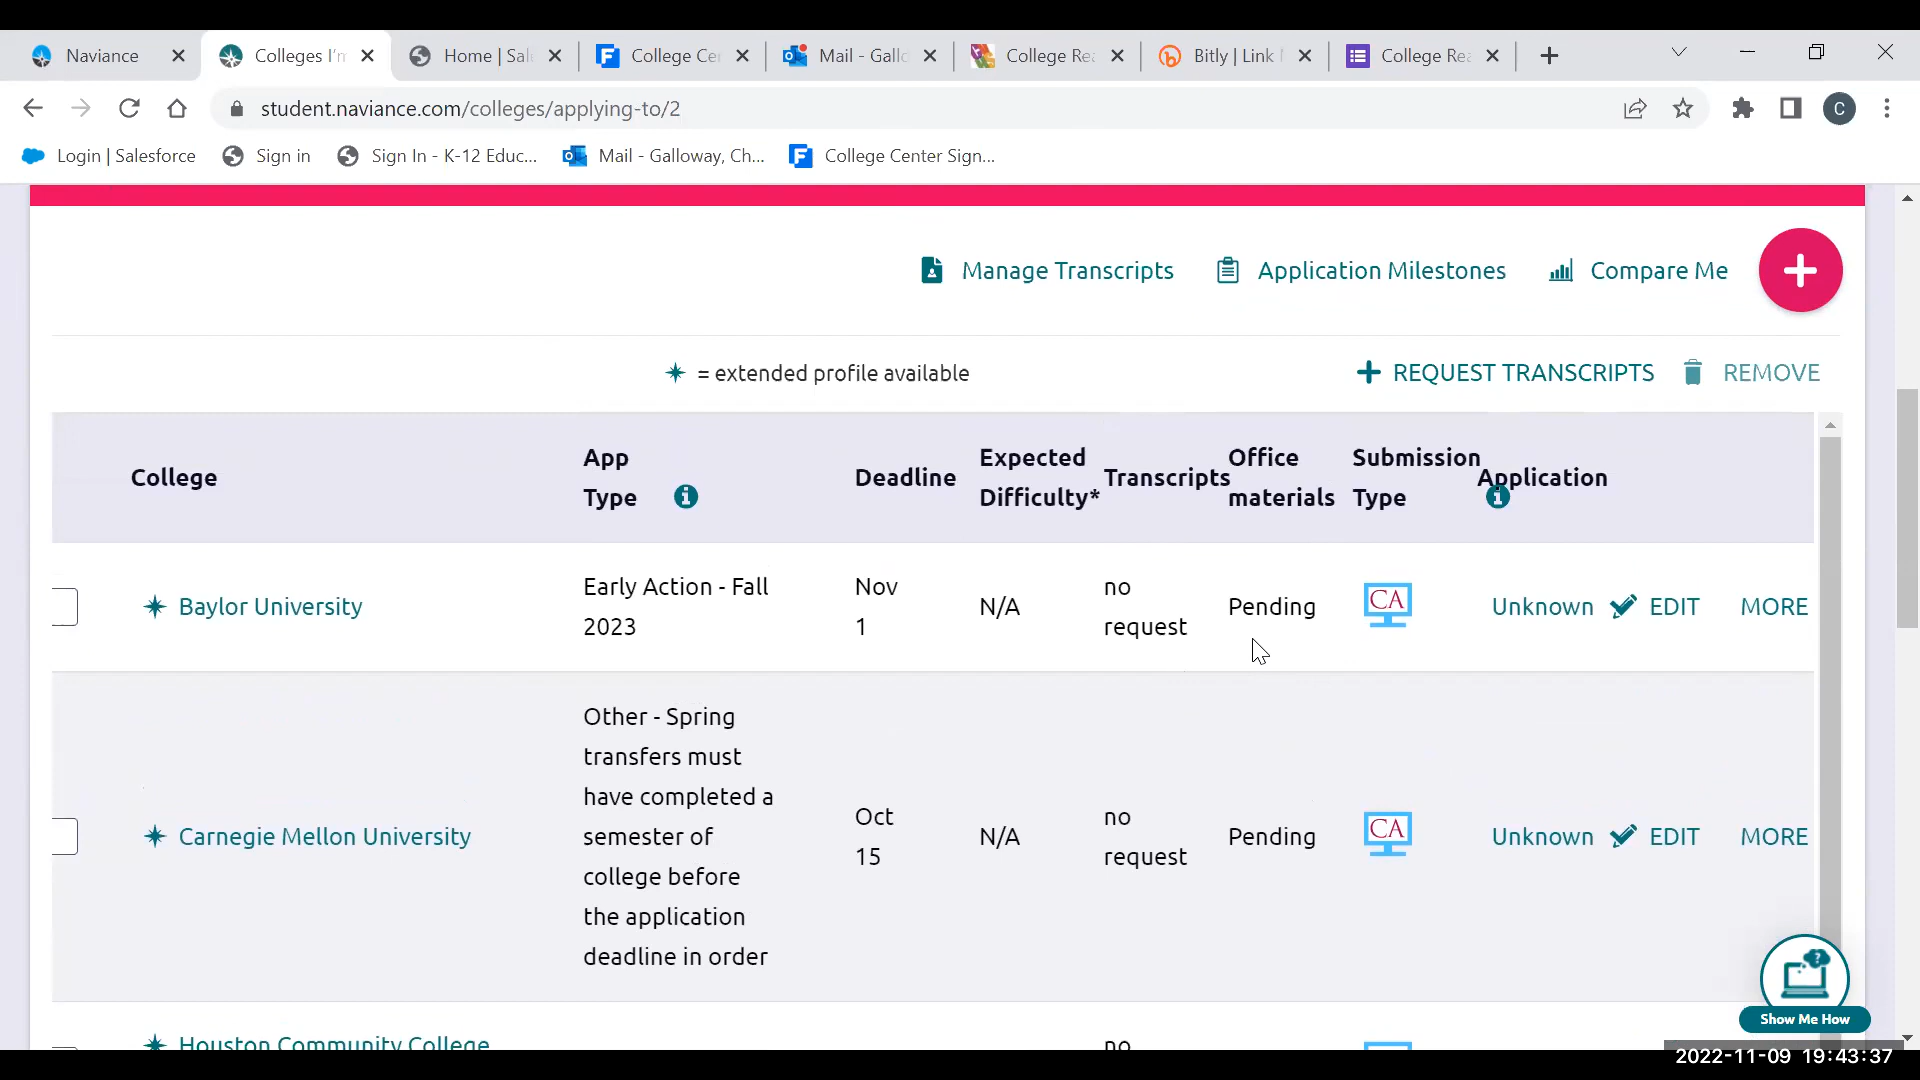 Naviance
Colleges I'm
Home | Sal
College Ce
Mail - Gallo
College Rea
Bitly | Link
College Rea
student.naviance.com/colleges/applying-to/2
C
Login | Salesforce
Sign in
Sign In - K-12 Educ...
Mail - Galloway, Ch...
College Center Sign...
Manage Transcripts
Application Milestones
Compare Me
= extended profile available
REQUEST TRANSCRIPTS
REMOVE
College
App
Type
Deadline
Expected
Difficulty*
Transcripts
Office
materials
Submission
Type
Application
Baylor University
Early Action - Fall
2023
Nov
1
N/A
no
request
Pending
CA
Unknown
EDIT
MORE
Carnegie Mellon University
Other - Spring
transfers must
have completed a
semester of
college before
the application
deadline in order
Oct
15
N/A
no
request
Pending
CA
Unknown
EDIT
MORE
Houston Community College
no
Show Me How
2022-11-09 19:43:37